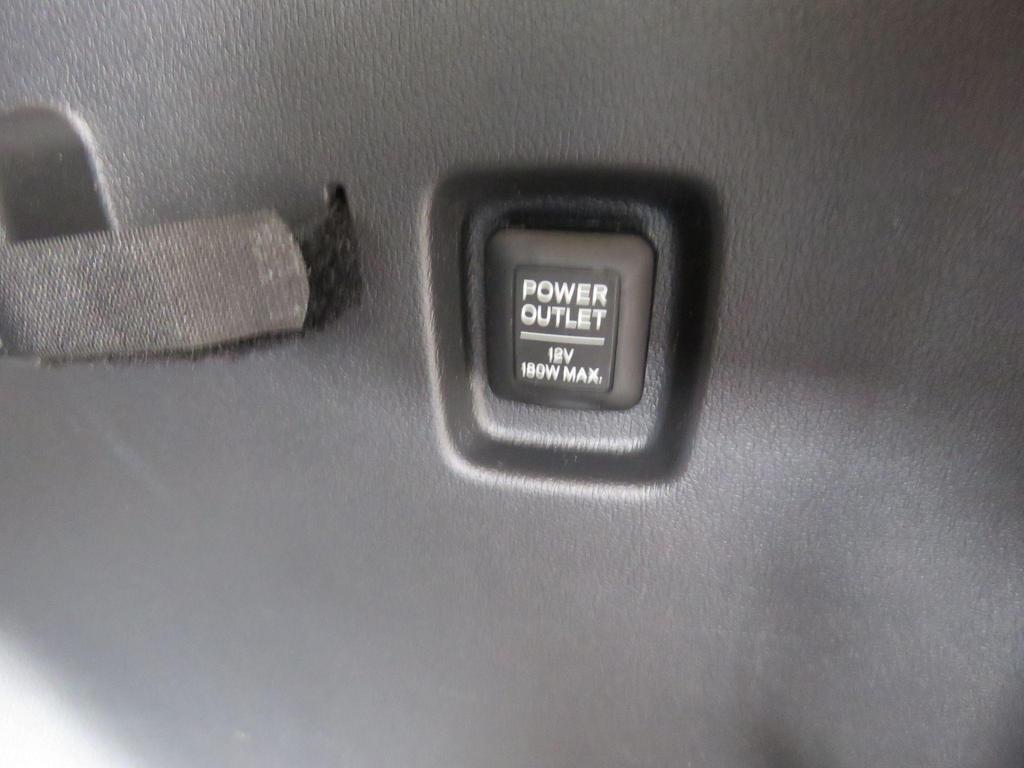 POWER
OUTLET
12V
180W MAX.